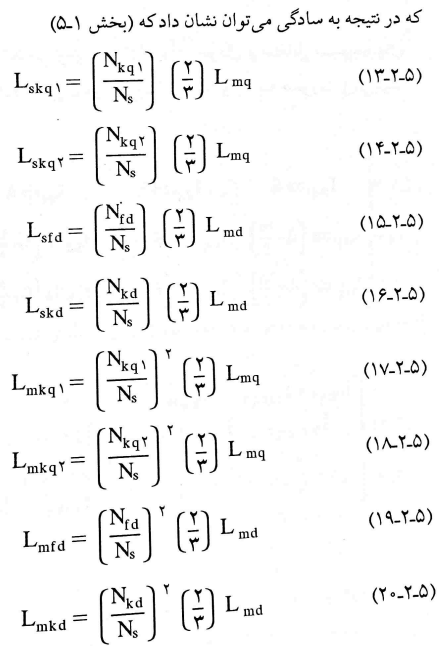 که در نتیجه به سادگی می‌توان نشان داد که (بخش ۱-۵)
L_skq۱ = (N_kq۱ / N_s) (۲/۳) L_mq (۵-۲-۱۳)
L_skq۲ = (N_kq۲ / N_s) (۲/۳) L_mq (۵-۲-۱۴)
L_sfd = (N_fd / N_s) (۲/۳) L_md (۵-۲-۱۵)
L_skd = (N_kd / N_s) (۲/۳) L_md (۵-۲-۱۶)
L_mkq۱ = (N_kq۱ / N_s)^۲ (۲/۳) L_mq (۵-۲-۱۷)
L_mkq۲ = (N_kq۲ / N_s)^۲ (۲/۳) L_mq (۵-۲-۱۸)
L_mfd = (N_fd / N_s)^۲ (۲/۳) L_md (۵-۲-۱۹)
L_mkd = (N_kd / N_s)^۲ (۲/۳) L_md (۵-۲-۲۰)